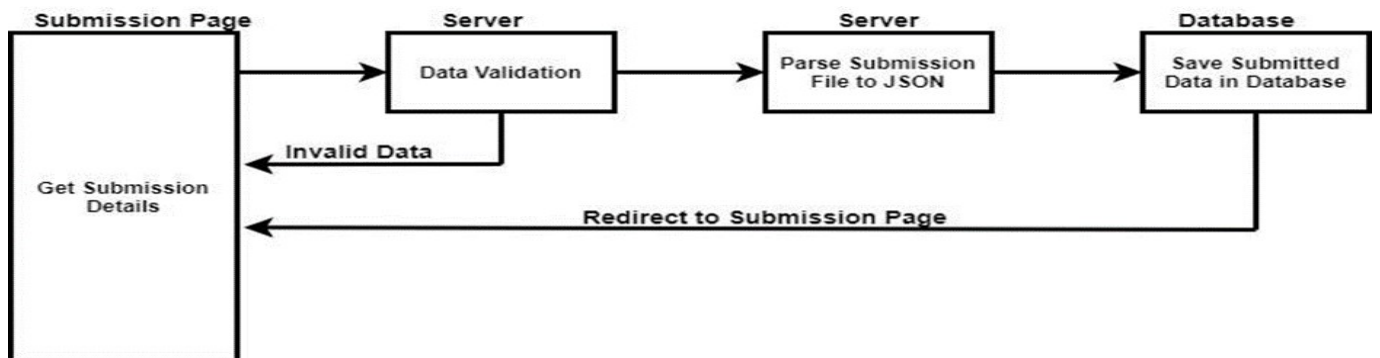 Submission Page
Server
Server
Database
Data Validation
Parse Submission
File to JSON
Save Submitted
Data in Database
Invalid Data
Get Submission
Details
Redirect to Submission Page